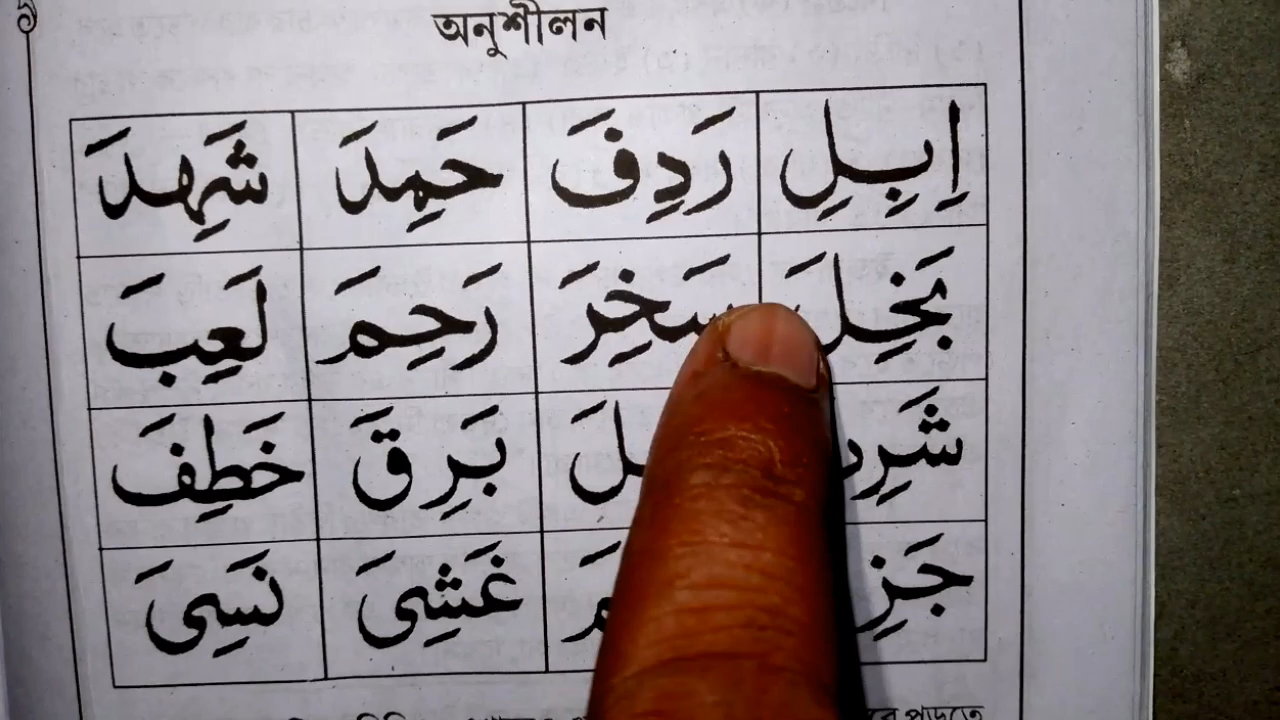 অনুশীলন
اِبِلِ رَدِفَ حَمِدَ شَهِدَ
بَخِلَ سَخِرَ رَحِمَ لَعِبَ
بَرِقَ خَطِفَ
غَشِیَ نَسِیَ